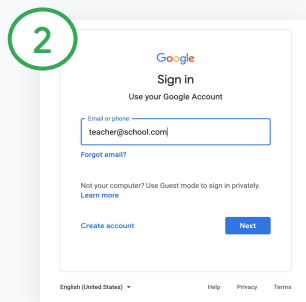 2
Google
Sign in
Use your Google Account
Email or phone
teacher@school.com
Forgot email?
Not your computer? Use Guest mode to sign in privately.
Learn more
Create account
Next
English (United States)
Help
Privacy
Terms